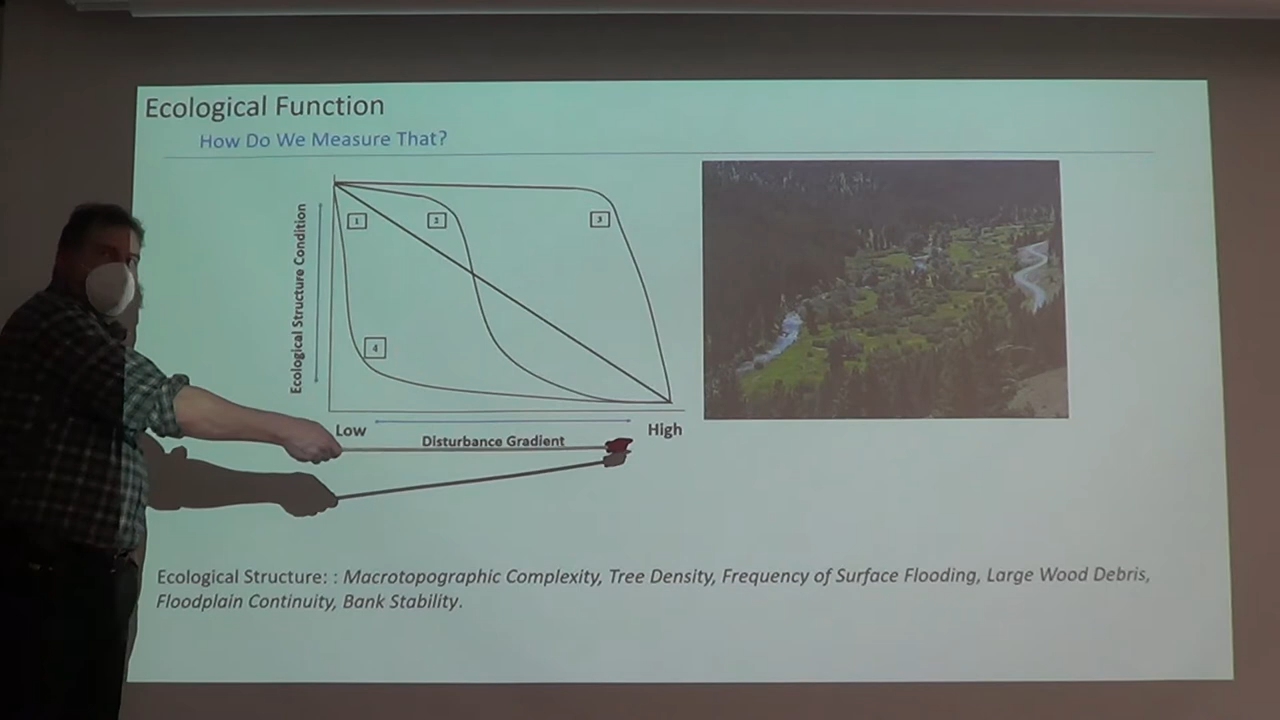 Ecological Function
How Do We Measure That?
Ecological Structure Condition
1
2
3
4
Low
Disturbance Gradient
High
Ecological Structure: : Macrotopographic Complexity, Tree Density, Frequency of Surface Flooding, Large Wood Debris,
Floodplain Continuity, Bank Stability.